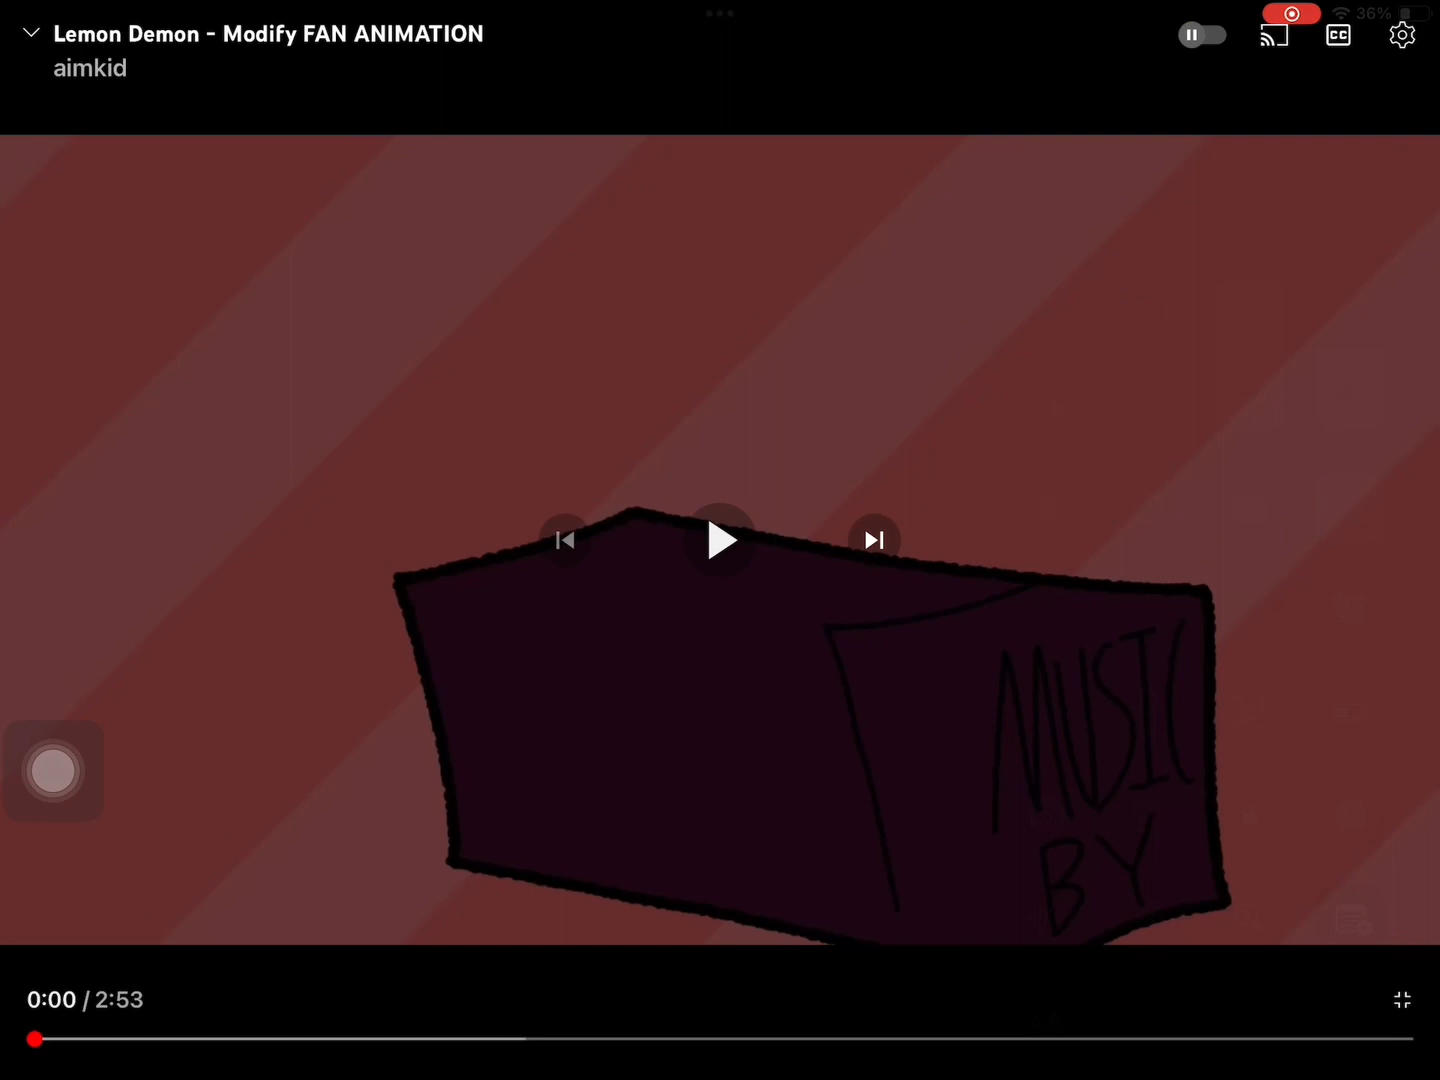 36%
Lemon Demon - Modify FAN ANIMATION
CC
aimkid
MUSIC
BY
0:00 / 2:53